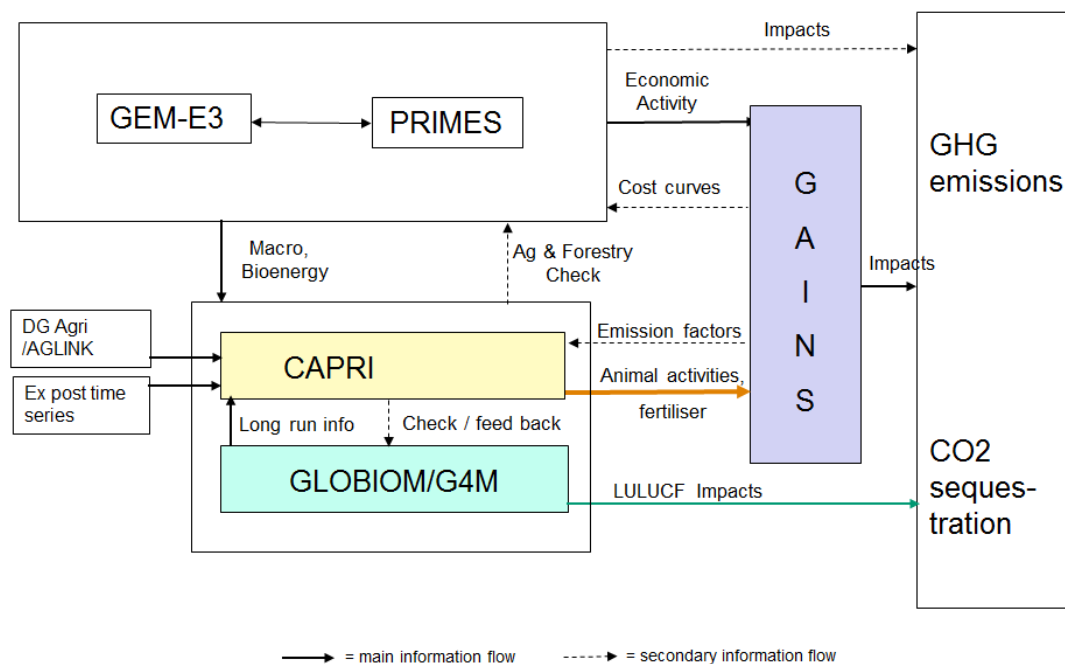 Impacts
Economic
Activity
GEM-E3
PRIMES
GHG
emissions
Cost curves
G
A
I
N
S
Macro,
Bioenergy
Ag & Forestry
Check
Impacts
DG Agri
/AGLINK
Emission factors
CAPRI
Animal activities,
fertiliser
Ex post time
series
Long run info
Check / feed back
GLOBIOM/G4M
LULUCF Impacts
CO2
seques-
tration
= main information flow
= secondary information flow